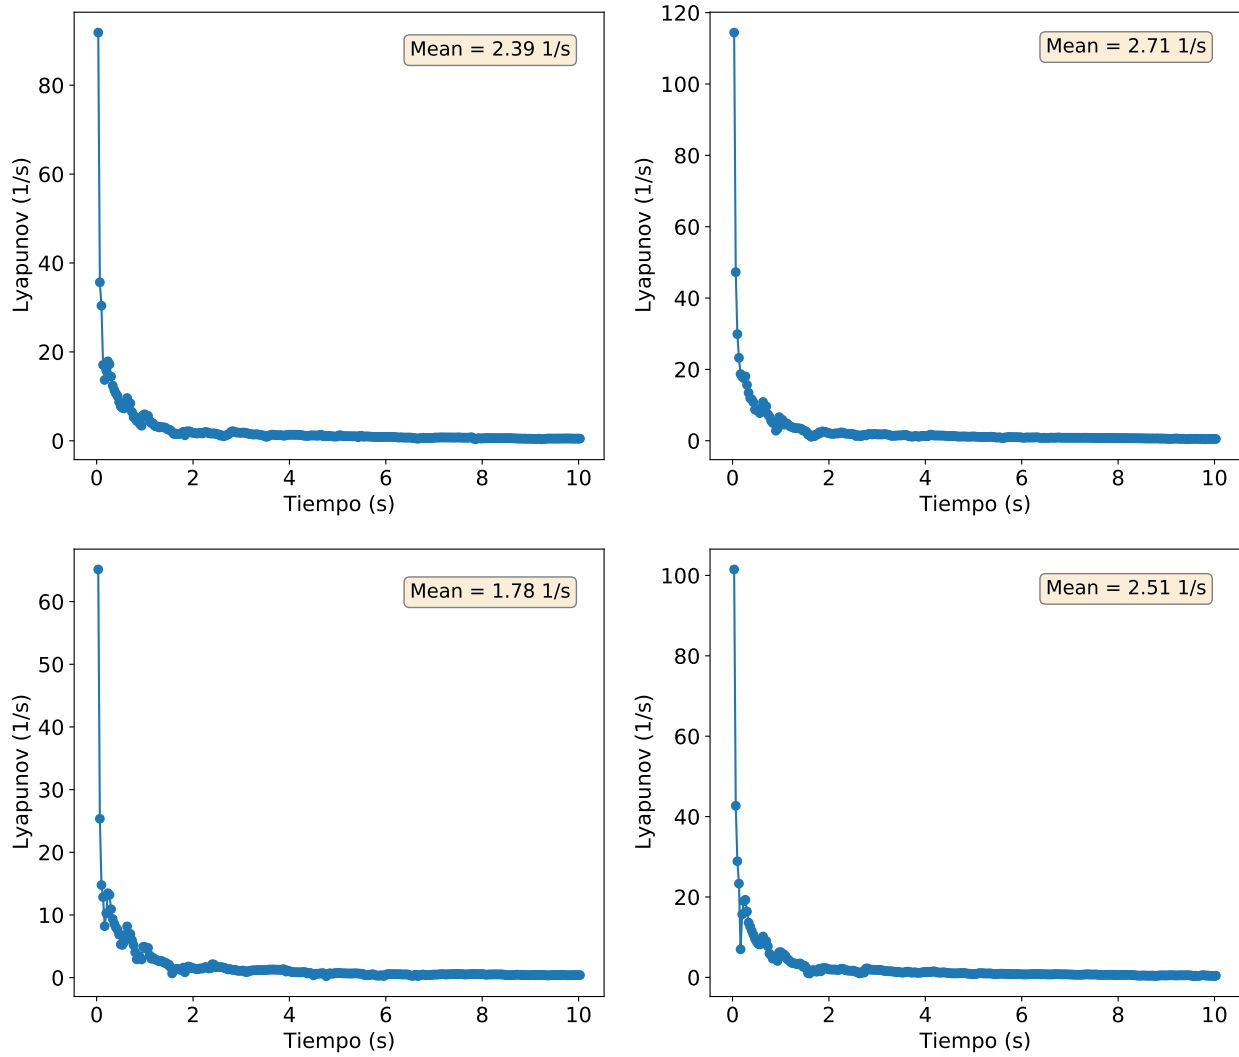 Mean = 2.39 1/s
80
60
40
20
0
Lyapunov (1/s)
0 2 4 6 8 10
Tiempo (s)
Mean = 2.71 1/s
120
100
80
60
40
20
0
Lyapunov (1/s)
0 2 4 6 8 10
Tiempo (s)
Mean = 1.78 1/s
60
50
40
30
20
10
0
Lyapunov (1/s)
0 2 4 6 8 10
Tiempo (s)
Mean = 2.51 1/s
100
80
60
40
20
0
Lyapunov (1/s)
0 2 4 6 8 10
Tiempo (s)